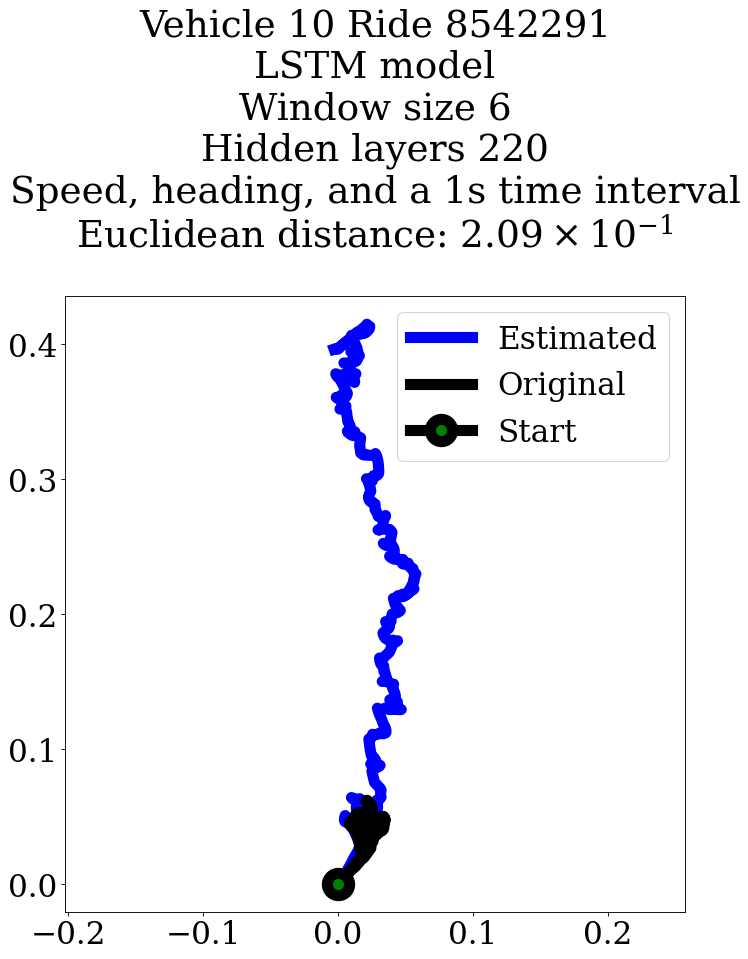 Vehicle 10 Ride 8542291
LSTM model
Window size 6
Hidden layers 220
Speed, heading, and a 1s time interval
Euclidean distance: 2.09 × 10⁻¹
Estimated
Original
Start
0.4
0.3
0.2
0.1
0.0
−0.2 −0.1 0.0 0.1 0.2